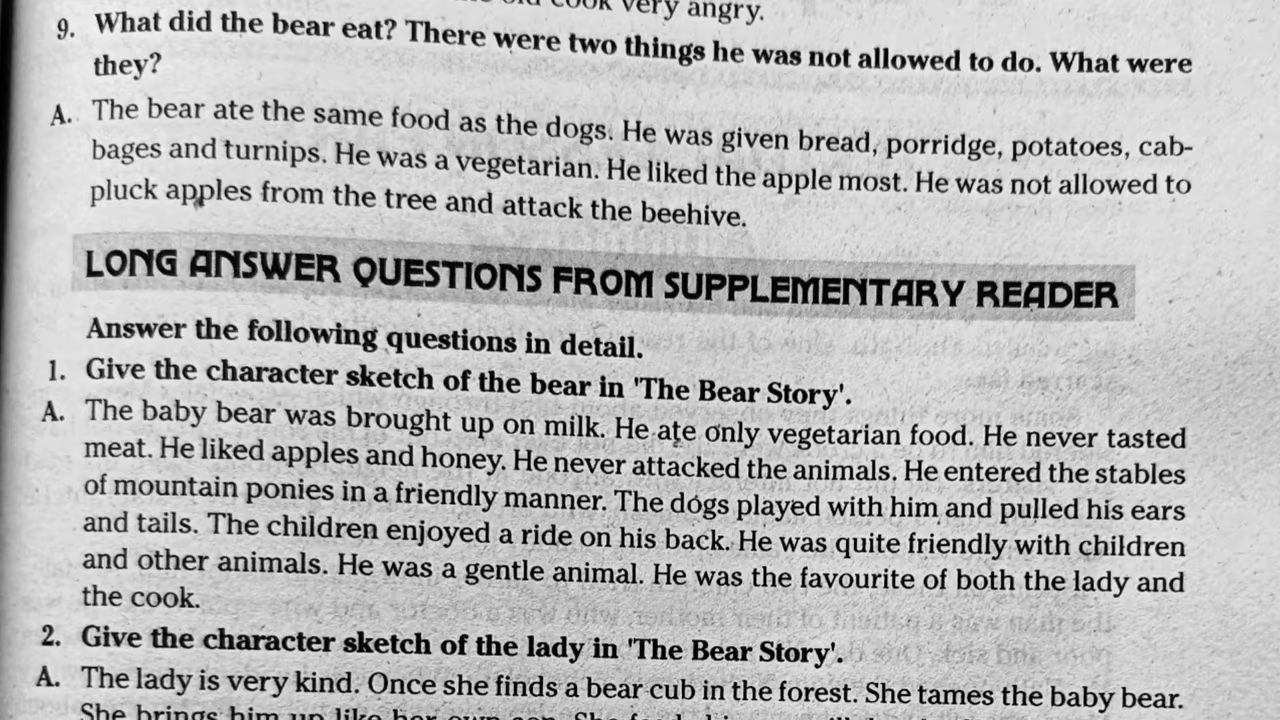 cook very angry.
9. What did the bear eat? There were two things he was not allowed to do. What were
they?
A. The bear ate the same food as the dogs. He was given bread, porridge, potatoes, cab-
bages and turnips. He was a vegetarian. He liked the apple most. He was not allowed to
pluck apples from the tree and attack the beehive.
LONG ANSWER QUESTIONS FROM SUPPLEMENTARY READER
Answer the following questions in detail.
1. Give the character sketch of the bear in 'The Bear Story'.
A. The baby bear was brought up on milk. He ate only vegetarian food. He never tasted
meat. He liked apples and honey. He never attacked the animals. He entered the stables
of mountain ponies in a friendly manner. The dogs played with him and pulled his ears
and tails. The children enjoyed a ride on his back. He was quite friendly with children
and other animals. He was a gentle animal. He was the favourite of both the lady and
the cook.
2. Give the character sketch of the lady in 'The Bear Story'.
A. The lady is very kind. Once she finds a bear cub in the forest. She tames the baby bear.
She brings him up like her own son. She